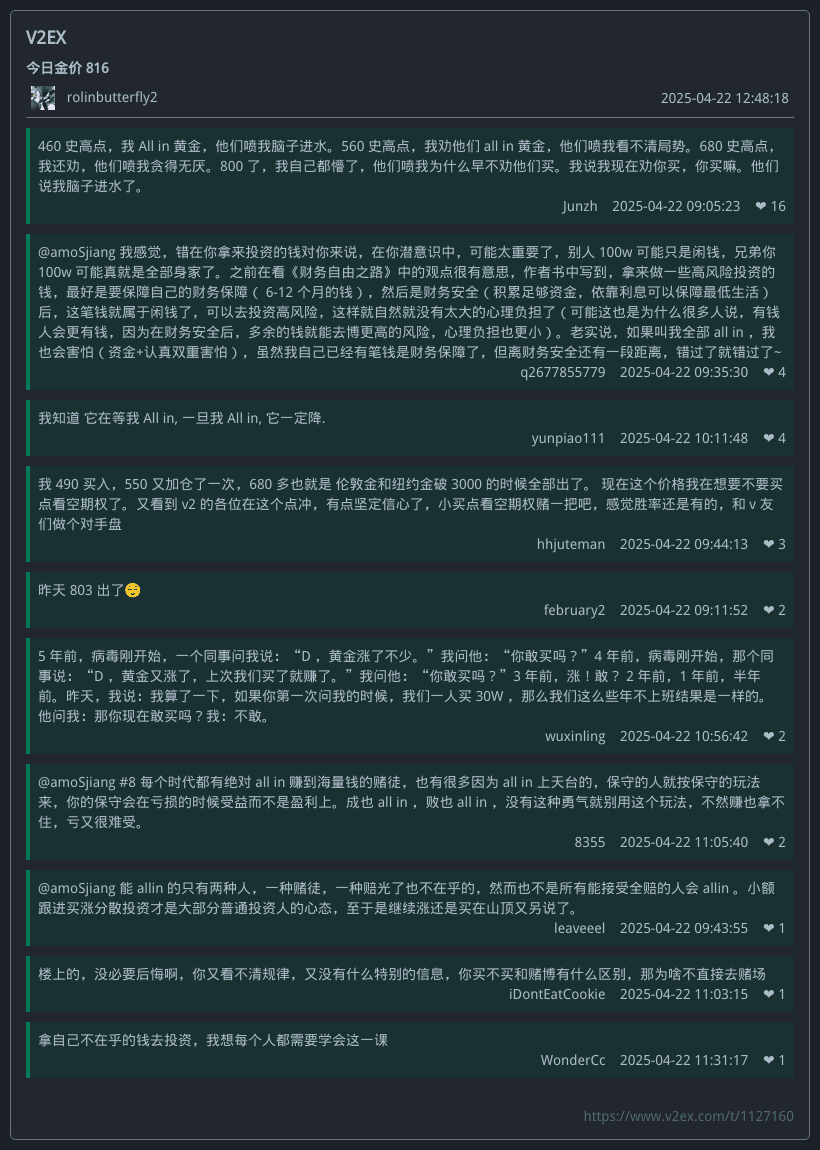 V2EX
今日金价 816
rolinbutterfly2
2025-04-22 12:48:18
460 史高点，我 All in 黄金，他们喷我脑子进水。560 史高点，我劝他们 all in 黄金，他们喷我看不清局势。680 史高点，
我还劝，他们喷我贪得无厌。800 了，我自己都懵了，他们喷我为什么早不劝他们买。我说我现在劝你买，你买嘛。他们
说我脑子进水了。
Junzh 2025-04-22 09:05:23 ❤ 16
@amoSjiang 我感觉，错在你拿来投资的钱对你来说，在你潜意识中，可能太重要了，别人 100w 可能只是闲钱，兄弟你
100w 可能真就是全部身家了。之前在看《财务自由之路》中的观点很有意思，作者书中写到，拿来做一些高风险投资的
钱，最好是要保障自己的财务保障（ 6-12 个月的钱），然后是财务安全（积累足够资金，依靠利息可以保障最低生活）
后，这笔钱就属于闲钱了，可以去投资高风险，这样就自然就没有太大的心理负担了（可能这也是为什么很多人说，有钱
人会更有钱，因为在财务安全后，多余的钱就能去博更高的风险，心理负担也更小）。老实说，如果叫我全部 all in ，我
也会害怕（资金+认真双重害怕），虽然我自己已经有笔钱是财务保障了，但离财务安全还有一段距离，错过了就错过了~
q2677855779 2025-04-22 09:35:30 ❤ 4
我知道 它在等我 All in, 一旦我 All in, 它一定降.
yunpiao111 2025-04-22 10:11:48 ❤ 4
我 490 买入，550 又加仓了一次，680 多也就是 伦敦金和纽约金破 3000 的时候全部出了。 现在这个价格我在想要不要买
点看空期权了。又看到 v2 的各位在这个点冲，有点坚定信心了，小买点看空期权赌一把吧，感觉胜率还是有的，和 v 友
们做个对手盘
hhjuteman 2025-04-22 09:44:13 ❤ 3
昨天 803 出了😌
february2 2025-04-22 09:11:52 ❤ 2
5 年前，病毒刚开始，一个同事问我说：“D ，黄金涨了不少。”我问他：“你敢买吗？”4 年前，病毒刚开始，那个同
事说：“D ，黄金又涨了，上次我们买了就赚了。”我问他：“你敢买吗？”3 年前，涨！敢？ 2 年前，1 年前，半年
前。昨天，我说：我算了一下，如果你第一次问我的时候，我们一人买 30W ，那么我们这么些年不上班结果是一样的。
他问我：那你现在敢买吗？我：不敢。
wuxinling 2025-04-22 10:56:42 ❤ 2
@amoSjiang #8 每个时代都有绝对 all in 赚到海量钱的赌徒，也有很多因为 all in 上天台的，保守的人就按保守的玩法
来，你的保守会在亏损的时候受益而不是盈利上。成也 all in ，败也 all in ，没有这种勇气就别用这个玩法，不然赚也拿不
住，亏又很难受。
8355 2025-04-22 11:05:40 ❤ 2
@amoSjiang 能 allin 的只有两种人，一种赌徒，一种赔光了也不在乎的，然而也不是所有能接受全赔的人会 allin 。小额
跟进买涨分散投资才是大部分普通投资人的心态，至于是继续涨还是买在山顶又另说了。
leaveeel 2025-04-22 09:43:55 ❤ 1
楼上的，没必要后悔啊，你又看不清规律，又没有什么特别的信息，你买不买和赌博有什么区别，那为啥不直接去赌场
iDontEatCookie 2025-04-22 11:03:15 ❤ 1
拿自己不在乎的钱去投资，我想每个人都需要学会这一课
WonderCc 2025-04-22 11:31:17 ❤ 1
https://www.v2ex.com/t/1127160